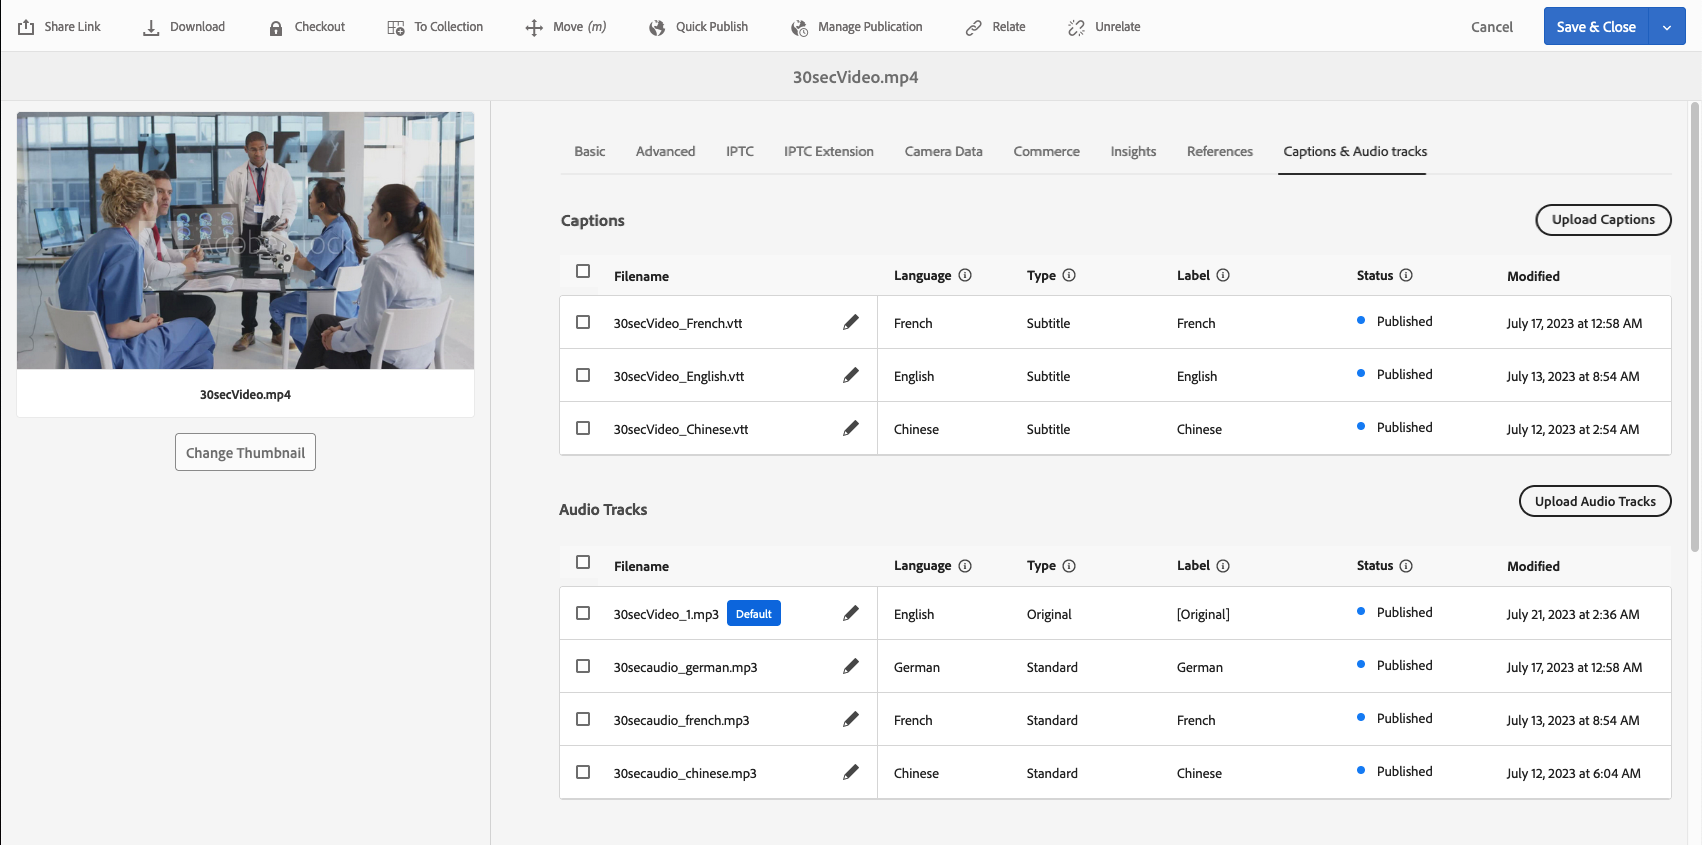 Share Link Download Checkout To Collection Move (m) Quick Publish Manage Publication Relate Unrelate Cancel Save & Close
30secVideo.mp4
Adobe Stock
30secVideo.mp4
Change Thumbnail
Basic Advanced IPTC IPTC Extension Camera Data Commerce Insights References Captions & Audio tracks
Captions Upload Captions
Filename Language Type Label Status Modified
30secVideo_French.vtt French Subtitle French Published July 17, 2023 at 12:58 AM
30secVideo_English.vtt English Subtitle English Published July 13, 2023 at 8:54 AM
30secVideo_Chinese.vtt Chinese Subtitle Chinese Published July 12, 2023 at 2:54 AM
Audio Tracks Upload Audio Tracks
Filename Language Type Label Status Modified
30secVideo_1.mp3 Default English Original [Original] Published July 21, 2023 at 2:36 AM
30secaudio_german.mp3 German Standard German Published July 17, 2023 at 12:58 AM
30secaudio_french.mp3 French Standard French Published July 13, 2023 at 8:54 AM
30secaudio_chinese.mp3 Chinese Standard Chinese Published July 12, 2023 at 6:04 AM